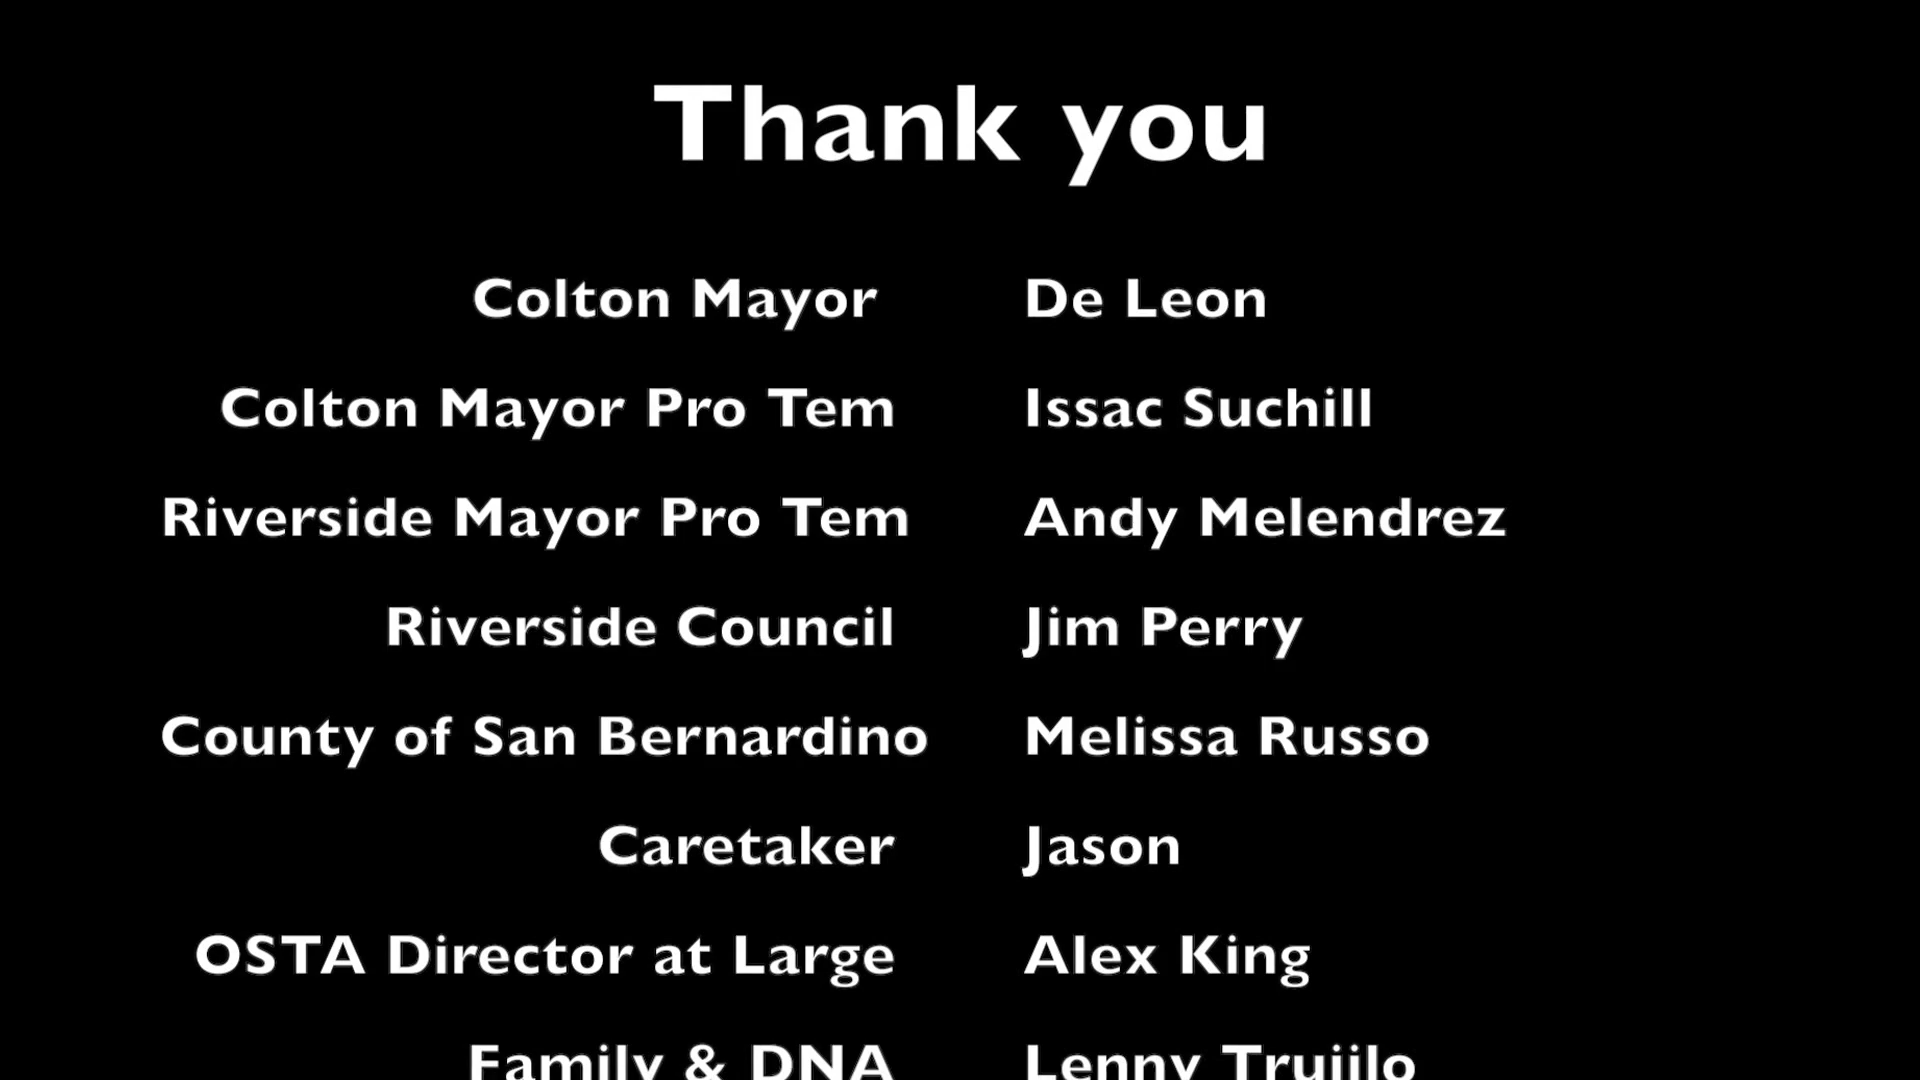 Thank you
Colton Mayor De Leon
Colton Mayor Pro Tem Issac Suchill
Riverside Mayor Pro Tem Andy Melendrez
Riverside Council Jim Perry
County of San Bernardino Melissa Russo
Caretaker Jason
OSTA Director at Large Alex King
Family & DNA Lenny Trujilo